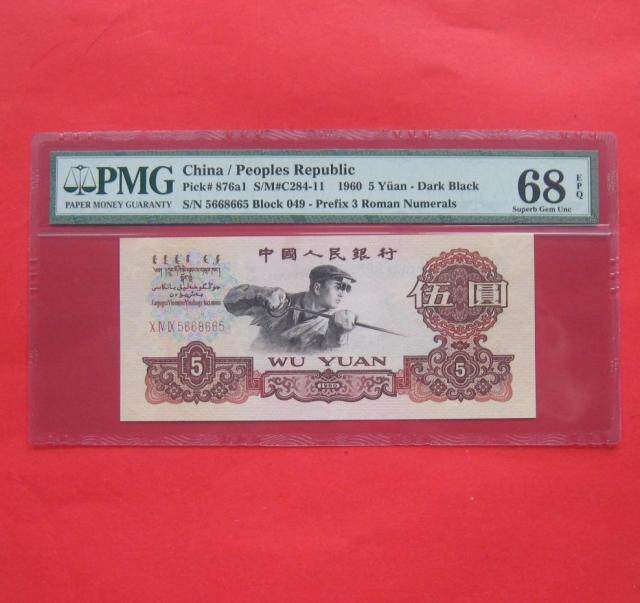 PMG
PAPER MONEY GUARANTY
China / Peoples Republic
Pick# 876a1 S/M#C284-11 1960 5 Yüan - Dark Black
S/N 5668665 Block 049 - Prefix 3 Roman Numerals
68
EPQ
Superb Gem Unc
中國人民銀行
X IV IX 5668665
伍圓
5
WU YUAN
1960
5